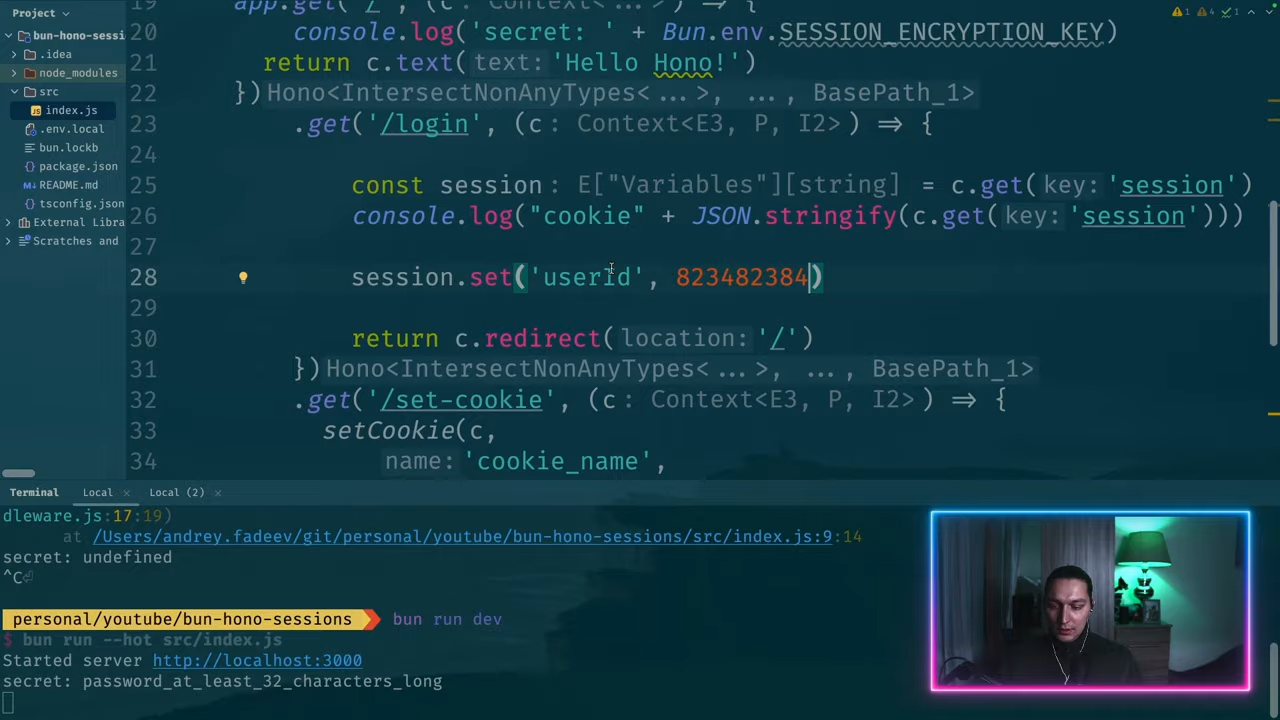 Project
bun-hono-sessi
.idea
node_modules
src
index.js
.env.local
bun.lockb
package.json
README.md
tsconfig.json
External Libra
Scratches and
1 4 1
19 app.get('/', (c: Context<...>) => {
20 console.log('secret: ' + Bun.env.SESSION_ENCRYPTION_KEY)
21 return c.text( text: 'Hello Hono!')
22 }) Hono<IntersectNonAnyTypes<...>, ..., BasePath_1>
23 .get('/login', (c: Context<E3, P, I2>) => {
24
25 const session: E["Variables"][string] = c.get( key: 'session')
26 console.log("cookie" + JSON.stringify(c.get( key: 'session')))
27
28 session.set('userId', 823482384)
29
30 return c.redirect( location: '/')
31 }) Hono<IntersectNonAnyTypes<...>, ..., BasePath_1>
32 .get('/set-cookie', (c: Context<E3, P, I2>) => {
33 setCookie(c,
34 name: 'cookie_name',
Terminal Local × Local (2) ×
dleware.js:17:19)
at /Users/andrey.fadeev/git/personal/youtube/bun-hono-sessions/src/index.js:9:14
secret: undefined
^C⏎
personal/youtube/bun-hono-sessions bun run dev
$ bun run --hot src/index.js
Started server http://localhost:3000
secret: password_at_least_32_characters_long